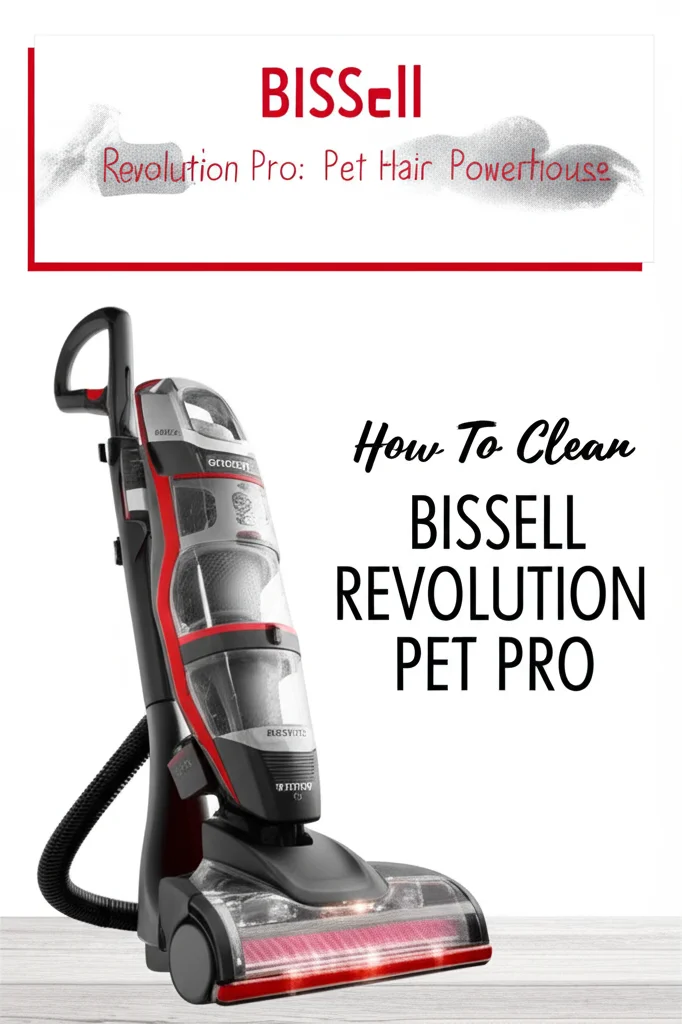 BISSell
Revolution Pro: Pet Hair Powerhouse
How To Clean
BISSELL
REVOLUTION
PET PRO